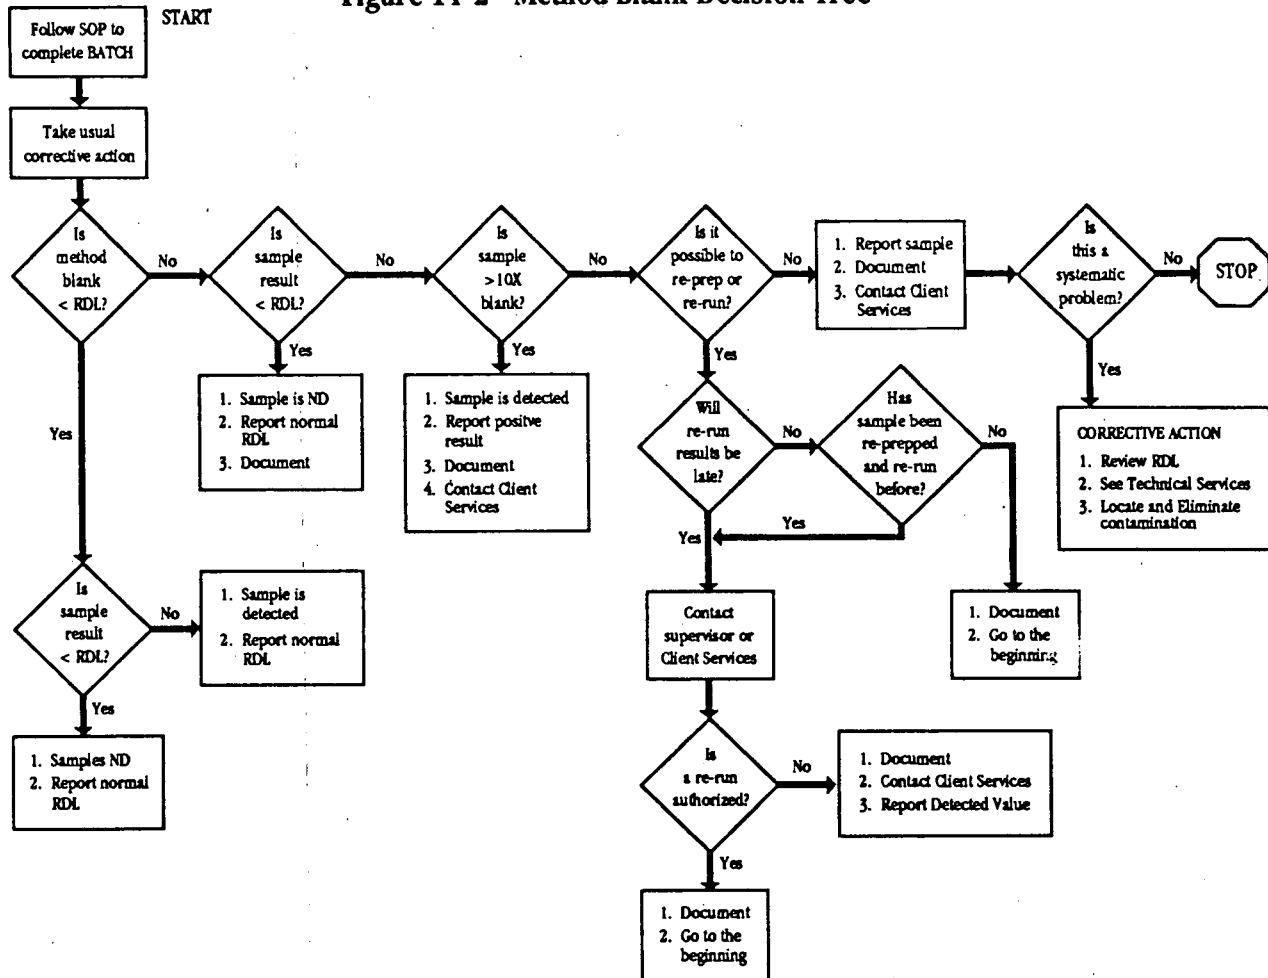 Figure 11-2 Method Blank Decision Tree
START
Follow SOP to
complete BATCH
Take usual
corrective action
Is
method
blank
< RDL?
No
Is
sample
result
< RDL?
No
Is
sample
>10X
blank?
No
Is it
possible to
re-prep or
re-run?
No
1. Report sample
2. Document
3. Contact Client
Services
Is
this a
systematic
problem?
No
STOP
Yes
Yes
Yes
Yes
Yes
1. Sample is ND
2. Report normal
RDL
3. Document
1. Sample is detected
2. Report positve
result
3. Document
4. Contact Client
Services
Will
re-run
results be
late?
No
Has
sample been
re-prepped
and re-run
before?
No
CORRECTIVE ACTION
1. Review RDL
2. See Technical Services
3. Locate and Eliminate
contamination
Yes
Yes
Is
sample
result
< RDL?
No
1. Sample is
detected
2. Report normal
RDL
Contact
supervisor or
Client Services
1. Document
2. Go to the
beginning
Yes
1. Samples ND
2. Report normal
RDL
Is
a re-run
authorized?
No
1. Document
2. Contact Client Services
3. Report Detected Value
Yes
1. Document
2. Go to the
beginning